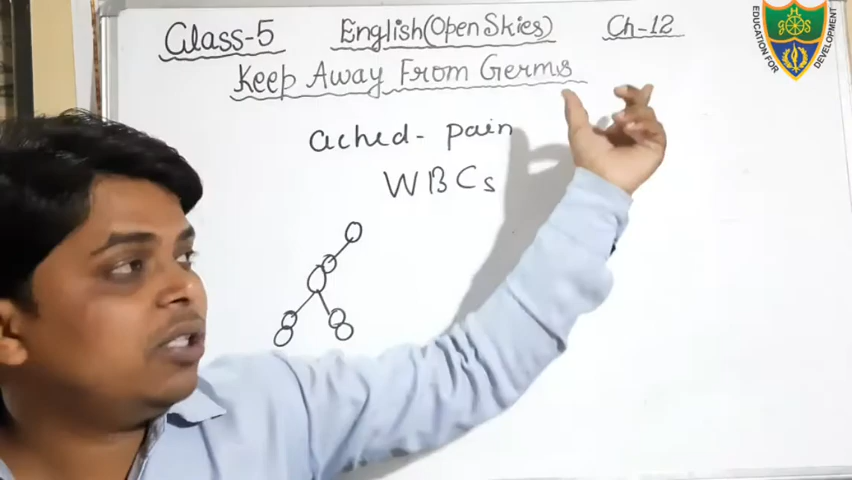 Class-5 English(Open Skies) Ch-12
Keep Away From Germs
ached- pain
WBCs
EDUCATION FOR DEVELOPMENT
H
G S